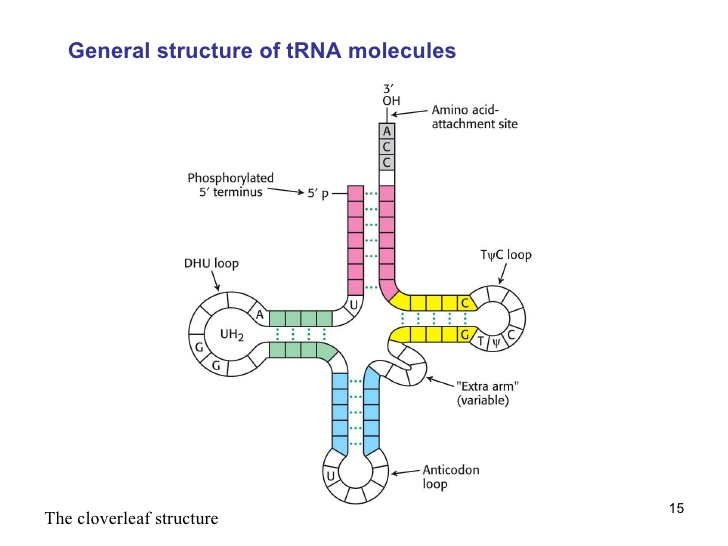 General structure of tRNA molecules
3′
OH
Amino acid-
attachment site
A
C
C
Phosphorylated
5′ terminus
5′ p
DHU loop
TψC loop
A
U
C
UH₂
G
G
G
T
ψ
C
"Extra arm"
(variable)
U
Anticodon
loop
The cloverleaf structure
15